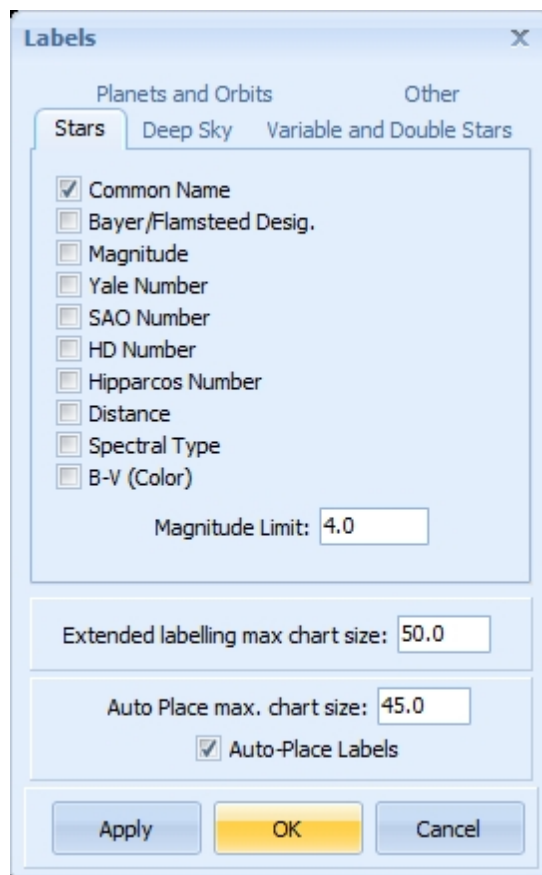 Labels
Planets and Orbits Other
Stars Deep Sky Variable and Double Stars
Common Name
Bayer/Flamsteed Desig.
Magnitude
Yale Number
SAO Number
HD Number
Hipparcos Number
Distance
Spectral Type
B-V (Color)
Magnitude Limit: 4.0
Extended labelling max chart size: 50.0
Auto Place max. chart size: 45.0
Auto-Place Labels
Apply OK Cancel